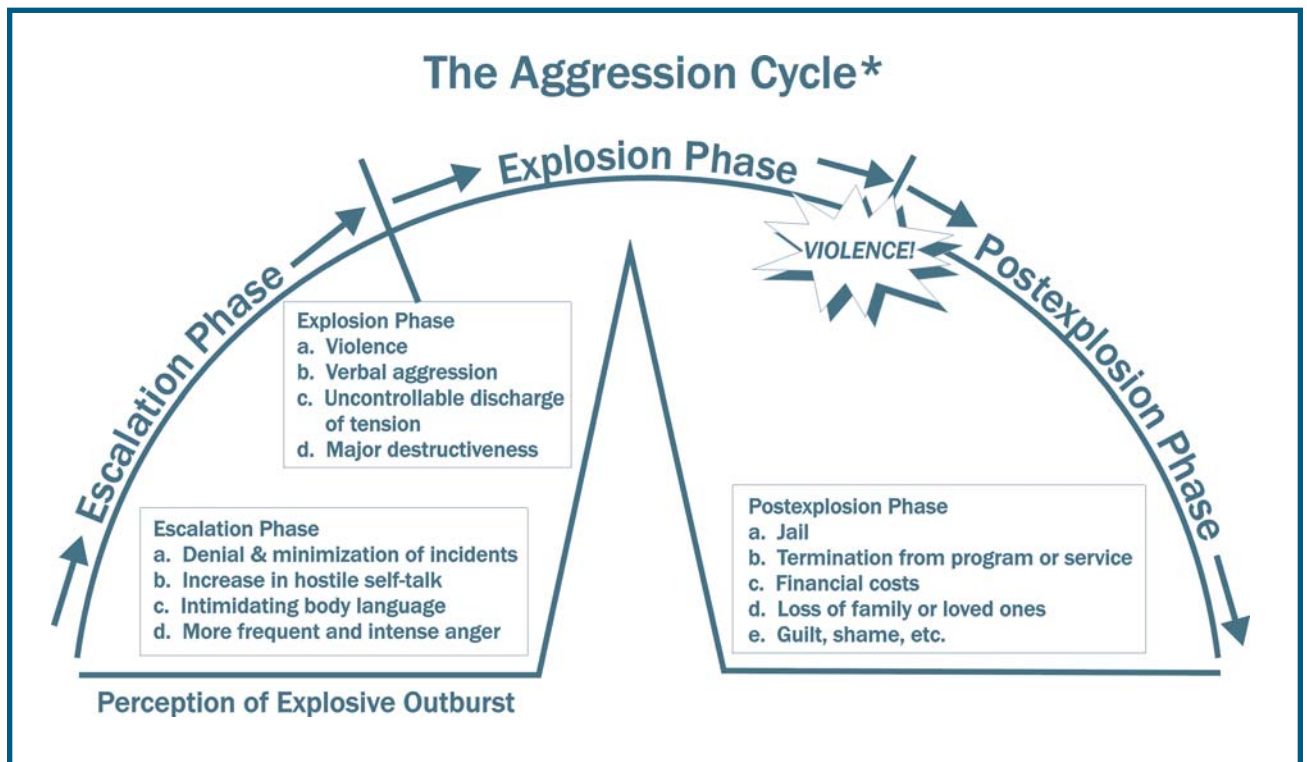 The Aggression Cycle*
Escalation Phase
Explosion Phase
Postexplosion Phase
VIOLENCE!
Explosion Phase
a. Violence
b. Verbal aggression
c. Uncontrollable discharge
of tension
d. Major destructiveness
Escalation Phase
a. Denial & minimization of incidents
b. Increase in hostile self-talk
c. Intimidating body language
d. More frequent and intense anger
Postexplosion Phase
a. Jail
b. Termination from program or service
c. Financial costs
d. Loss of family or loved ones
e. Guilt, shame, etc.
Perception of Explosive Outburst